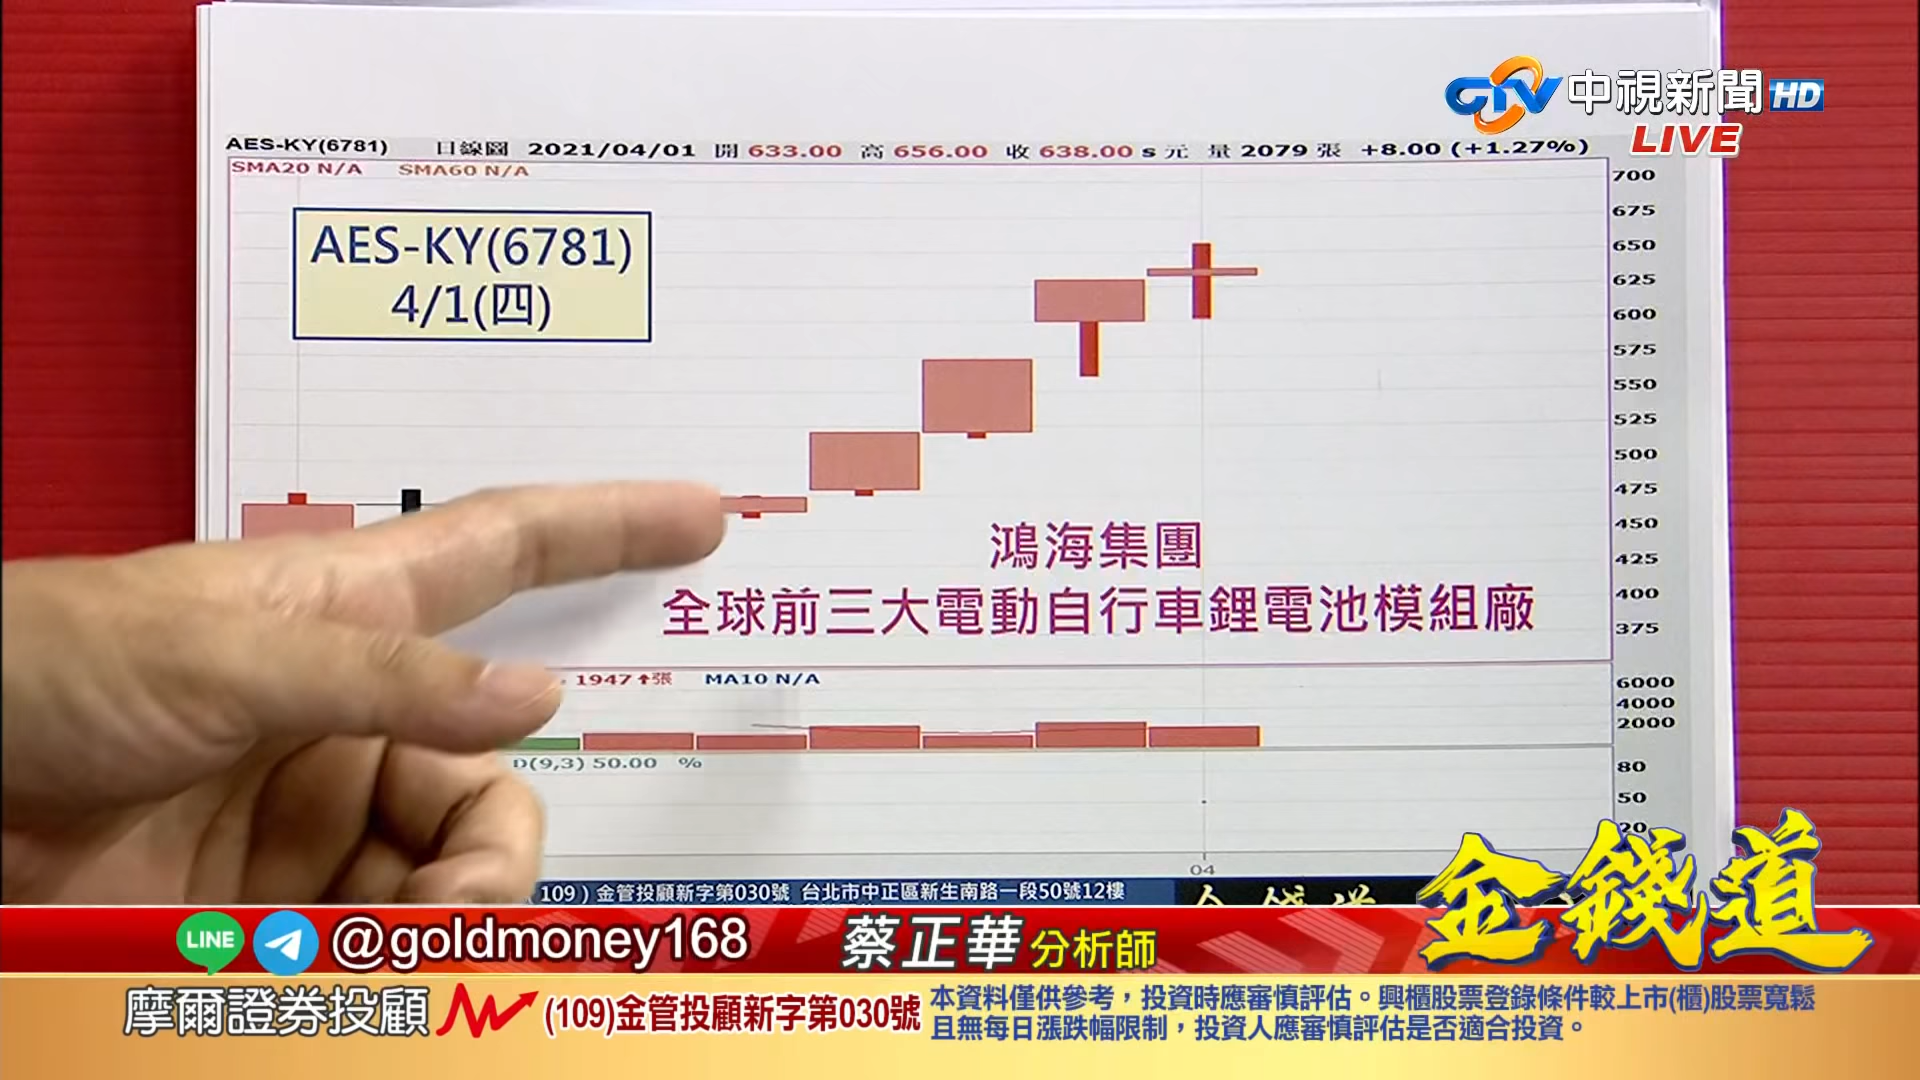 CTV 中視新聞 HD
LIVE
AES-KY(6781) 日線圖 2021/04/01 開 633.00 高 656.00 收 638.00 s 元 量 2079 張 +8.00 (+1.27%)
SMA20 N/A SMA60 N/A
700
675
650
625
600
575
550
525
500
475
450
425
400
375
AES-KY(6781)
4/1(四)
鴻海集團
全球前三大電動自行車鋰電池模組廠
1947↑張 MA10 N/A
6000
4000
2000
D(9,3) 50.00 %
80
50
20
04
109）金管投顧新字第030號 台北市中正區新生南路一段50號12樓
金錢道
LINE @goldmoney168 蔡正華 分析師
摩爾證券投顧 (109)金管投顧新字第030號
本資料僅供參考，投資時應審慎評估。興櫃股票登錄條件較上市(櫃)股票寬鬆
且無每日漲跌幅限制，投資人應審慎評估是否適合投資。